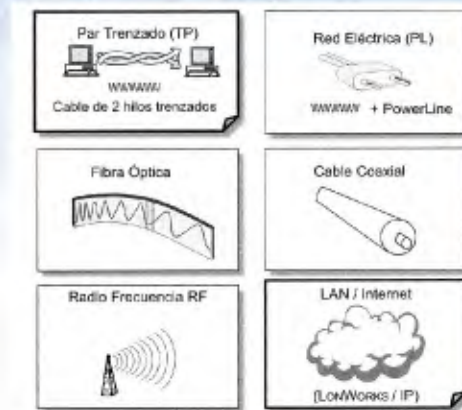 Par Trenzado (TP)
Cable de 2 hilos trenzados
Red Eléctrica (PL)
+ PowerLine
Fibra Óptica
Cable Coaxial
Radio Frecuencia RF
LAN / Internet
(LONWORKS / IP)